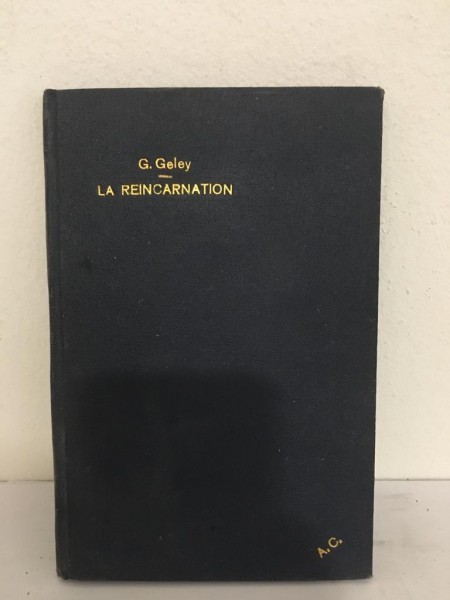 G. Geley
LA REINCARNATION
A. C.